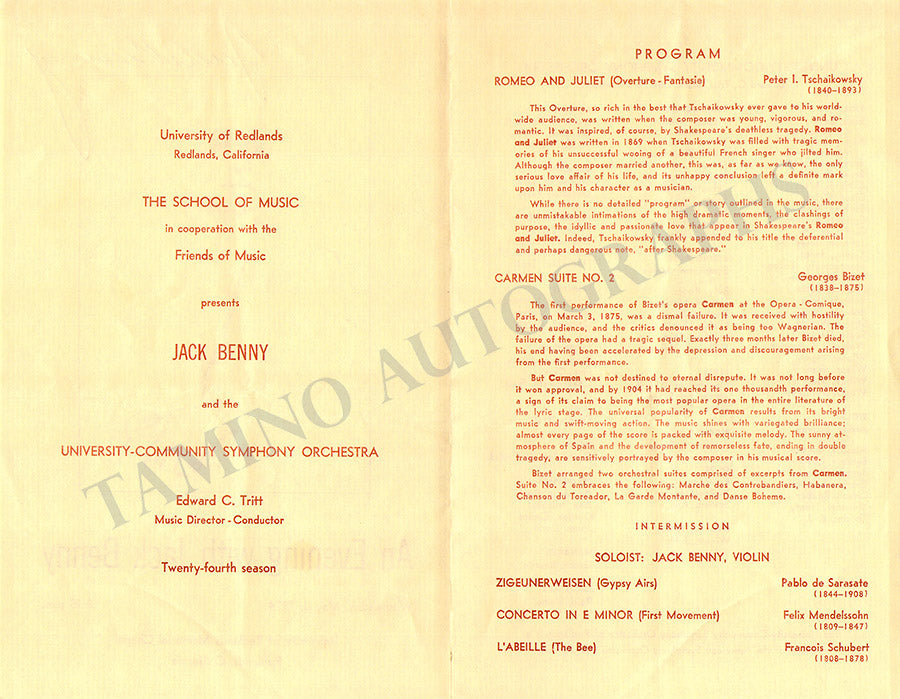 University of Redlands
Redlands, California
THE SCHOOL OF MUSIC
in cooperation with the
Friends of Music
presents
JACK BENNY
and the
UNIVERSITY-COMMUNITY SYMPHONY ORCHESTRA
Edward C. Tritt
Music Director - Conductor
Twenty-fourth season
An Evening with Jack Benny
PROGRAM
ROMEO AND JULIET (Overture - Fantasie) Peter I. Tschaikowsky
(1840-1893)
This Overture, so rich in the best that Tschaikowsky ever gave to his world-
wide audience, was written when the composer was young, vigorous, and ro-
mantic. It was inspired, of course, by Shakespeare's deathless tragedy. Romeo
and Juliet was written in 1869 when Tschaikowsky was filled with tragic mem-
ories of his unsuccessful wooing of a beautiful French singer who jilted him.
Although the composer married another, this was, as far as we know, the only
serious love affair of his life, and its unhappy conclusion left a definite mark
upon him and his character as a musician.
While there is no detailed "program" or story outlined in the music, there
are unmistakable intimations of the high dramatic moments, the clashings of
purpose, the idyllic and passionate love that appear in Shakespeare's Romeo
and Juliet. Indeed, Tschaikowsky frankly appended to his title the deferential
and perhaps dangerous note, "after Shakespeare."
CARMEN SUITE NO. 2 Georges Bizet
(1838-1875)
The first performance of Bizet's opera Carmen at the Opera - Comique,
Paris, on March 3, 1875, was a dismal failure. It was received with hostility
by the audience, and the critics denounced it as being too Wagnerian. The
failure of the opera had a tragic sequel. Exactly three months later Bizet died,
his end having been accelerated by the depression and discouragement arising
from the first performance.
But Carmen was not destined to eternal disrepute. It was not long before
it won approval, and by 1904 it had reached its one thousandth performance,
a sign of its claim to being the most popular opera in the entire literature of
the lyric stage. The universal popularity of Carmen results from its bright
music and swift-moving action. The music shines with variegated brilliance;
almost every page of the score is packed with exquisite melody. The sunny at-
mosphere of Spain and the development of remorseless fate, ending in double
tragedy, are sensitively portrayed by the composer in his musical score.
Bizet arranged two orchestral suites comprised of excerpts from Carmen.
Suite No. 2 embraces the following: Marche des Contrebandiers, Habanera,
Chanson du Toreador, La Garde Montante, and Danse Boheme.
INTERMISSION
SOLOIST: JACK BENNY, VIOLIN
ZIGEUNERWEISEN (Gypsy Airs) Pablo de Sarasate
(1844-1908)
CONCERTO IN E MINOR (First Movement) Felix Mendelssohn
(1809-1847)
L'ABEILLE (The Bee) Francois Schubert
(1808-1878)
TAMINO AUTOGRAPHS